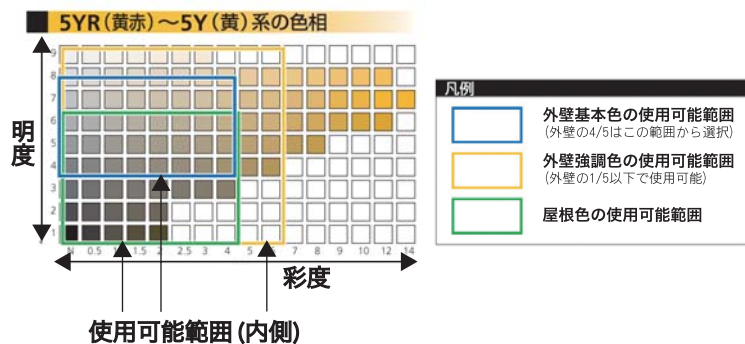 5YR(黄赤)~5Y(黄)系の色相
明度
9
8
7
6
5
4
3
2
1
N 0.5 1 1.5 2 2.5 3 4 5 6 7 8 9 10 12 14
彩度
使用可能範囲(内側)
凡例
外壁基本色の使用可能範囲
(外壁の4/5はこの範囲から選択)
外壁強調色の使用可能範囲
(外壁の1/5以下で使用可能)
屋根色の使用可能範囲